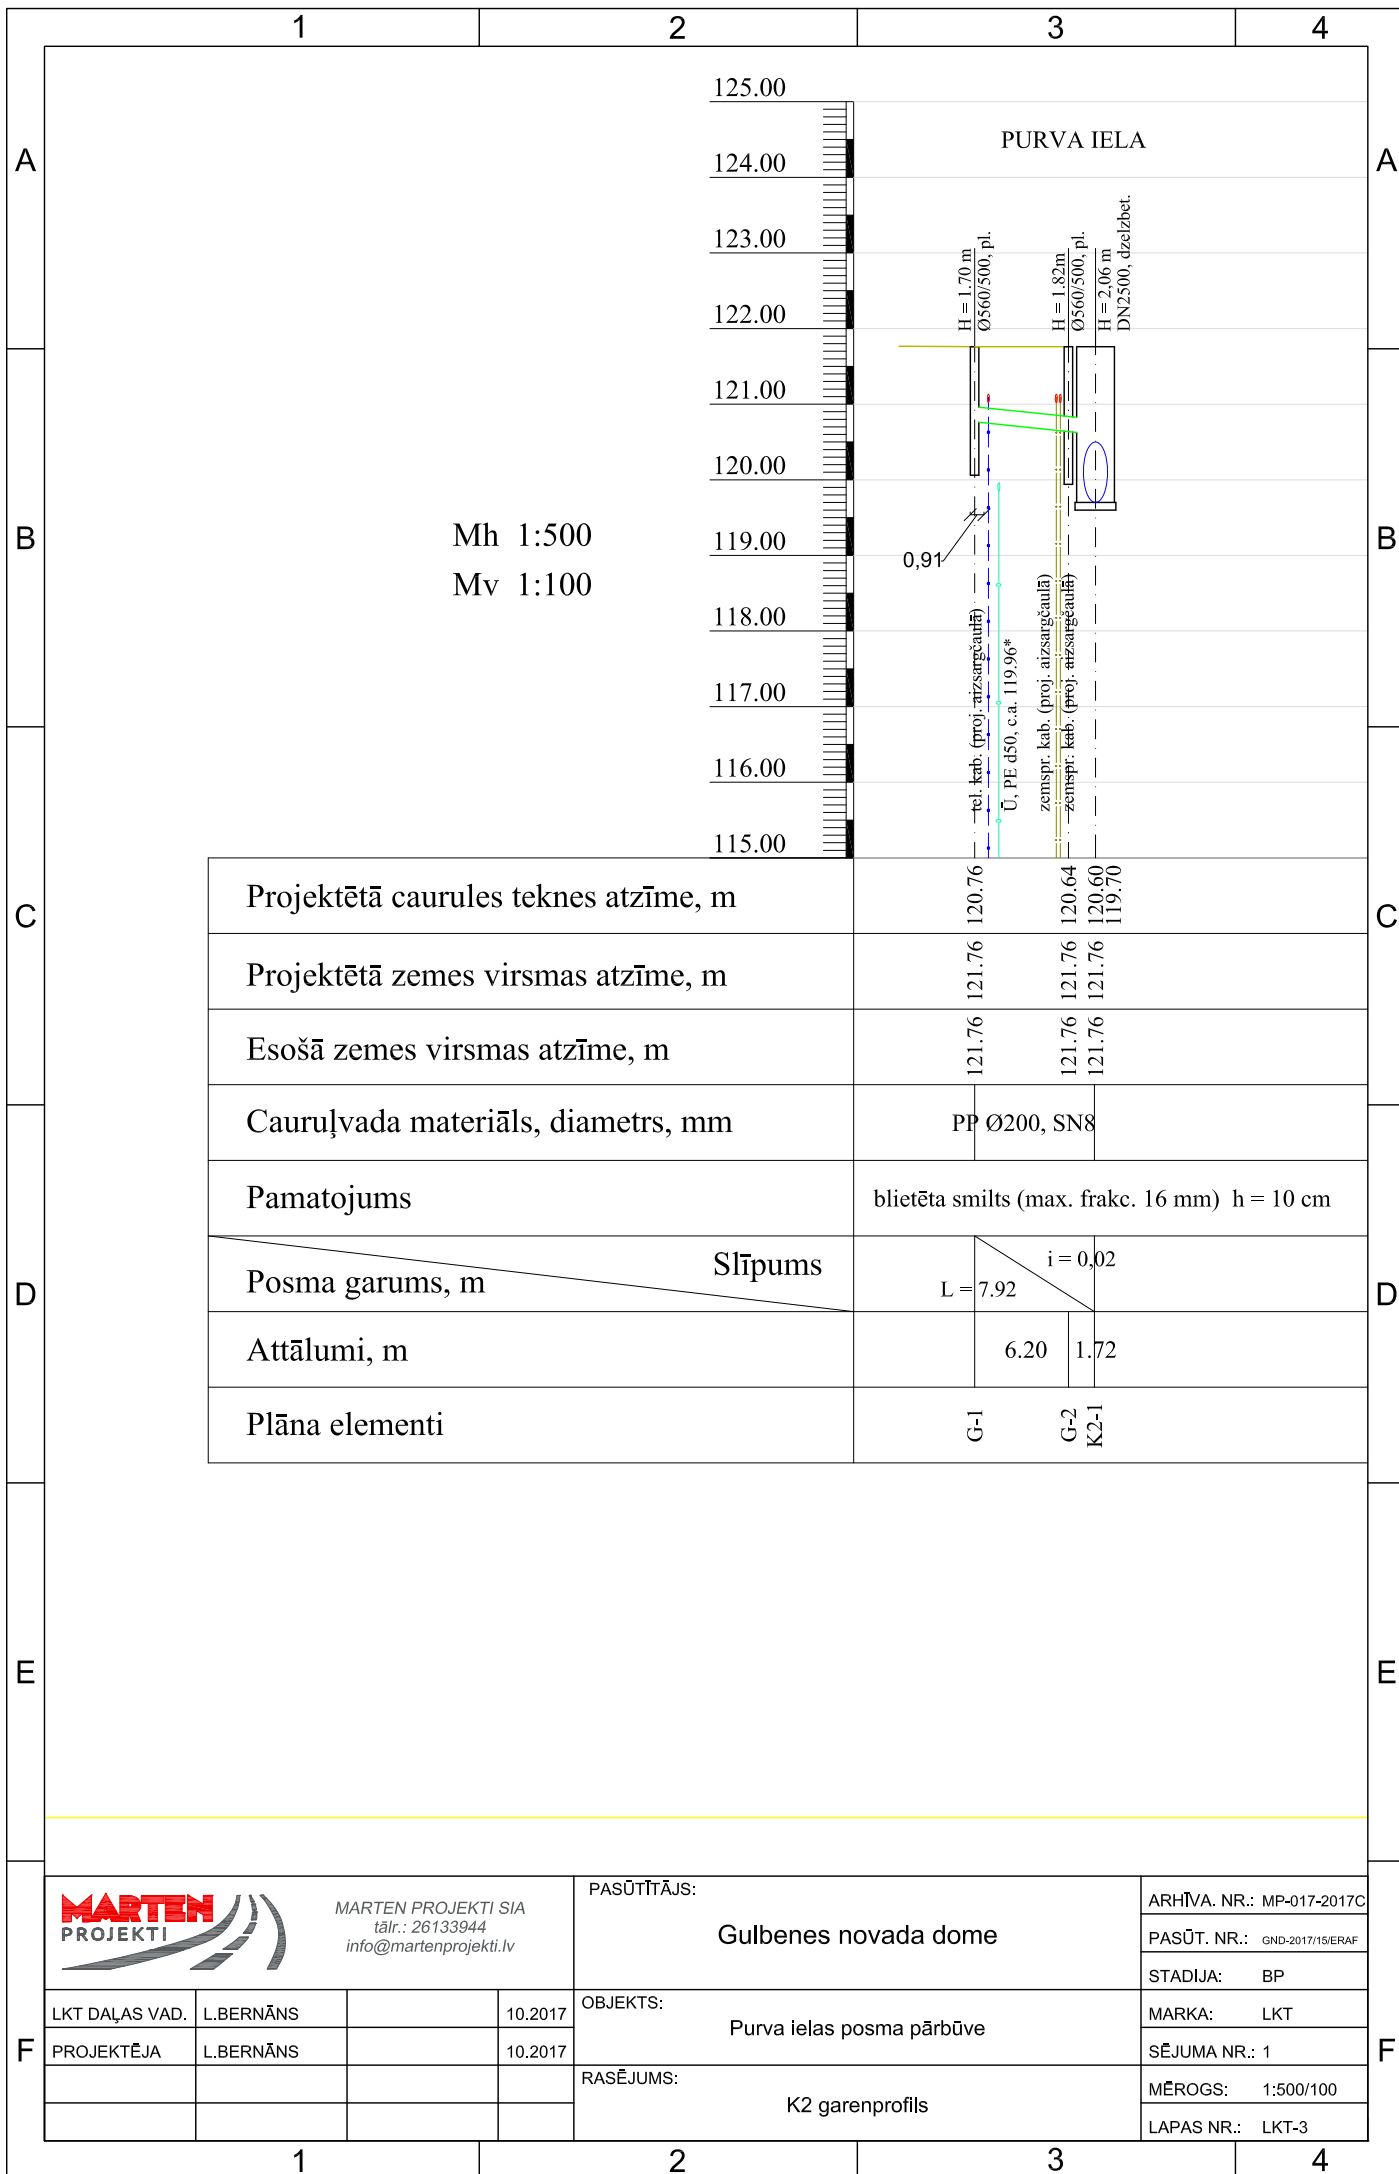 1 2 3 4
125.00
PURVA IELA
A A
124.00
123.00
122.00
H = 1.70 m
Ø560/500, pl.
H = 1.82m
Ø560/500, pl.
H = 2,06 m
DN2500, dzelzbet.
121.00
120.00
B B
Mh 1:500
Mv 1:100
119.00
0,91
118.00
117.00
116.00
115.00
tel. kab. (proj. aizsargčaulā)
Ū, PE d50, c.a. 119.96*
zemspr. kab. (proj. aizsargčaulā)
zemspr. kab. (proj. aizsargčaulā)
C C
Projektētā caurules teknes atzīme, m 120.76 120.64 120.60 119.70
Projektētā zemes virsmas atzīme, m 121.76 121.76 121.76
Esošā zemes virsmas atzīme, m 121.76 121.76 121.76
Cauruļvada materiāls, diametrs, mm PP Ø200, SN8
Pamatojums blietēta smilts (max. frakc. 16 mm) h = 10 cm
D D
Slīpums i = 0,02
Posma garums, m L = 7.92
Attālumi, m 6.20 1.72
Plāna elementi G-1 G-2 K2-1
E E
MARTEN
PROJEKTI
MARTEN PROJEKTI SIA
tālr.: 26133944
info@martenprojekti.lv
PASŪTĪTĀJS:
Gulbenes novada dome
ARHĪVA. NR.: MP-017-2017C
PASŪT. NR.: GND-2017/15/ERAF
STADIJA: BP
F F
LKT DAĻAS VAD. L.BERNĀNS 10.2017
PROJEKTĒJA L.BERNĀNS 10.2017
OBJEKTS:
Purva ielas posma pārbūve
MARKA: LKT
SĒJUMA NR.: 1
RASĒJUMS:
K2 garenprofils
MĒROGS: 1:500/100
LAPAS NR.: LKT-3
1 2 3 4